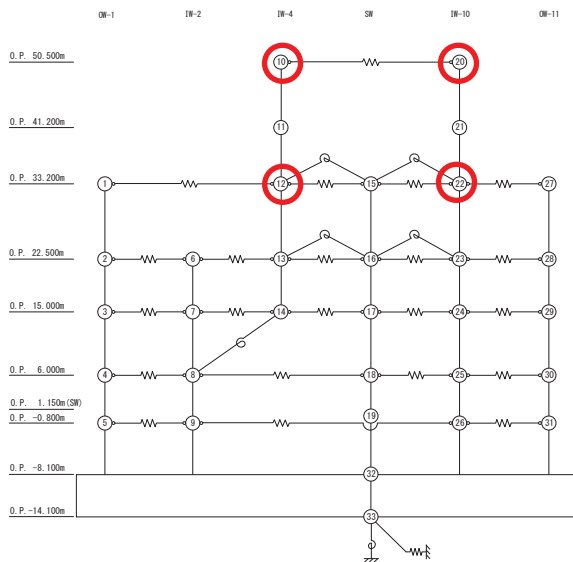 OW-1 IW-2 IW-4 SW IW-10 OW-11
O.P. 50.500m 10 20
O.P. 41.200m 11 21
O.P. 33.200m 1 12 15 22 27
O.P. 22.500m 2 6 13 16 23 28
O.P. 15.000m 3 7 14 17 24 29
O.P. 6.000m 4 8 18 25 30
O.P. 1.150m(SW) 19
O.P. -0.800m 5 9 26 31
O.P. -8.100m 32
O.P.-14.100m 33